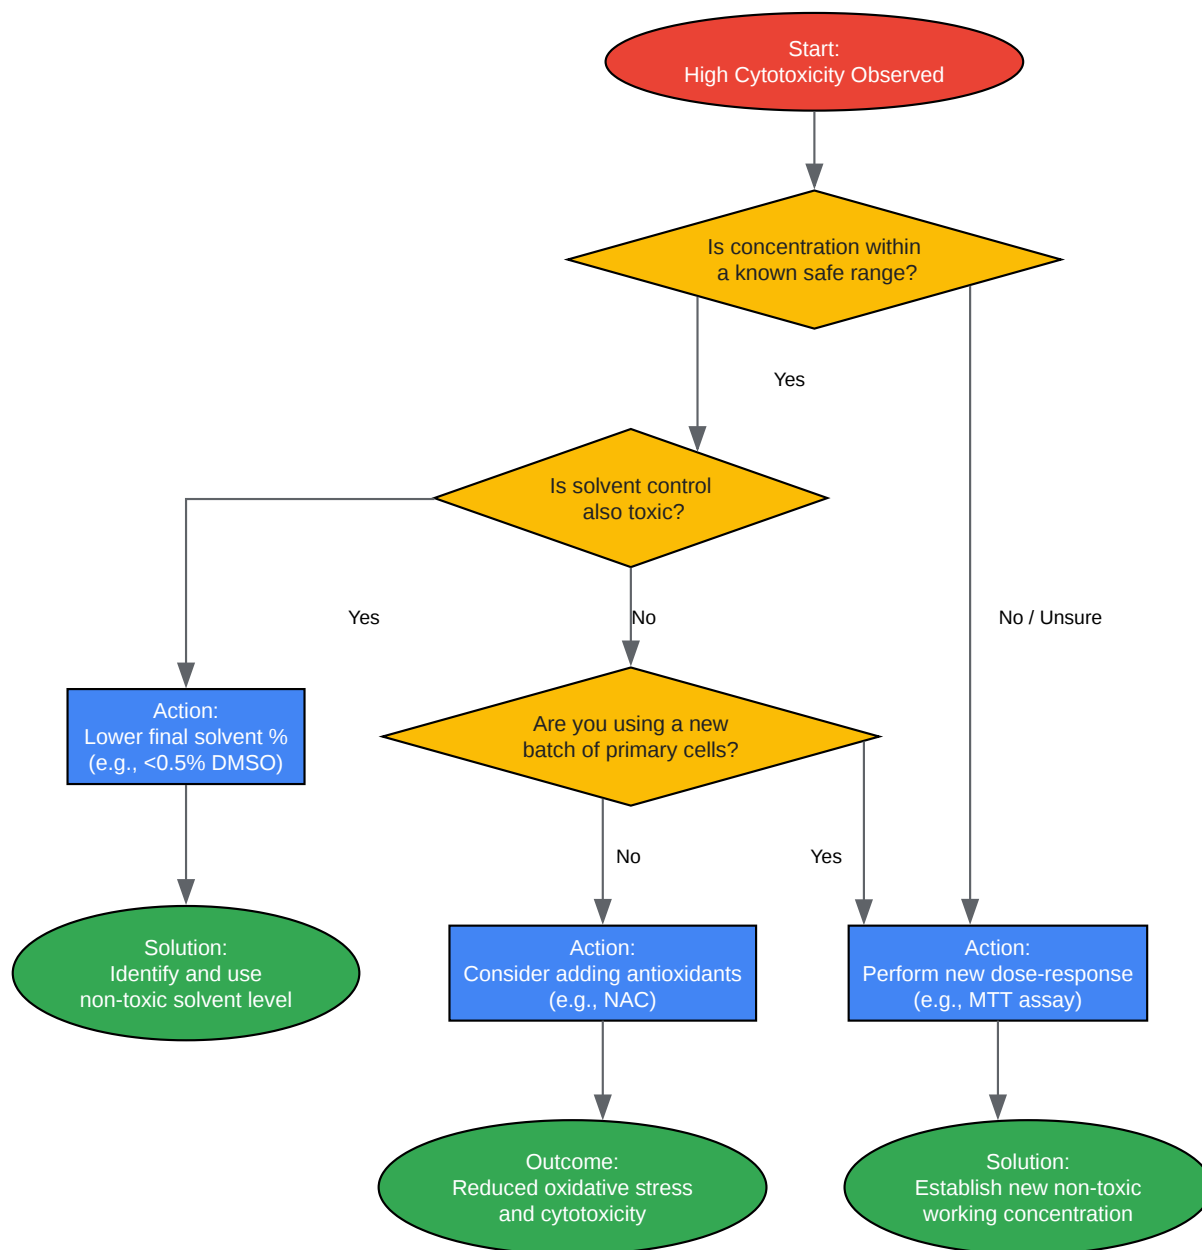 Start:
High Cytotoxicity Observed
Is concentration within
a known safe range?
Yes
Is solvent control
also toxic?
Yes
No
No / Unsure
Action:
Lower final solvent %
(e.g., <0.5% DMSO)
Are you using a new
batch of primary cells?
No
Yes
Solution:
Identify and use
non-toxic solvent level
Action:
Consider adding antioxidants
(e.g., NAC)
Action:
Perform new dose-response
(e.g., MTT assay)
Outcome:
Reduced oxidative stress
and cytotoxicity
Solution:
Establish new non-toxic
working concentration